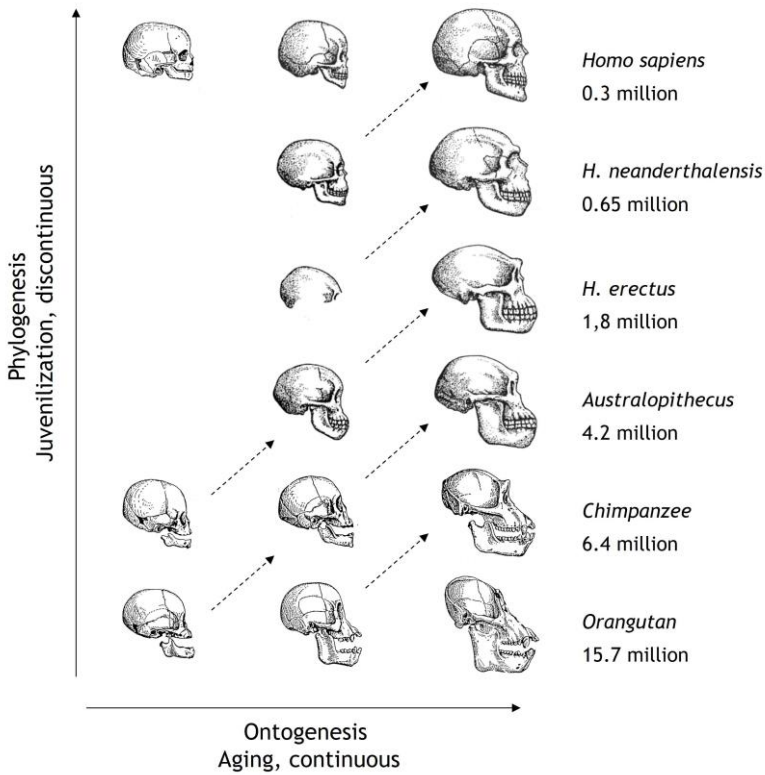 Phylogenesis
Juvenilization, discontinuous
Homo sapiens
0.3 million
H. neanderthalensis
0.65 million
H. erectus
1,8 million
Australopithecus
4.2 million
Chimpanzee
6.4 million
Orangutan
15.7 million
Ontogenesis
Aging, continuous